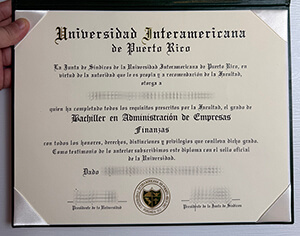 Universidad Interamericana
de Puerto Rico
La Junta de Síndicos de la Universidad Interamericana de Puerto Rico, en
virtud de la autoridad que le es propia y a recomendación de la Facultad,
otorga a
quien ha completado todos los requisitos prescritos por la Facultad, el grado de
Bachiller en Administración de Empresas
Finanzas
con todos los honores, derechos, distinciones y privilegios que conlleva dicho grado.
Como testimonio de lo anterior subscribimos este diploma con el sello oficial
de la Universidad.
Dado
Presidente de la Universidad
Presidente de la Junta de Síndicos